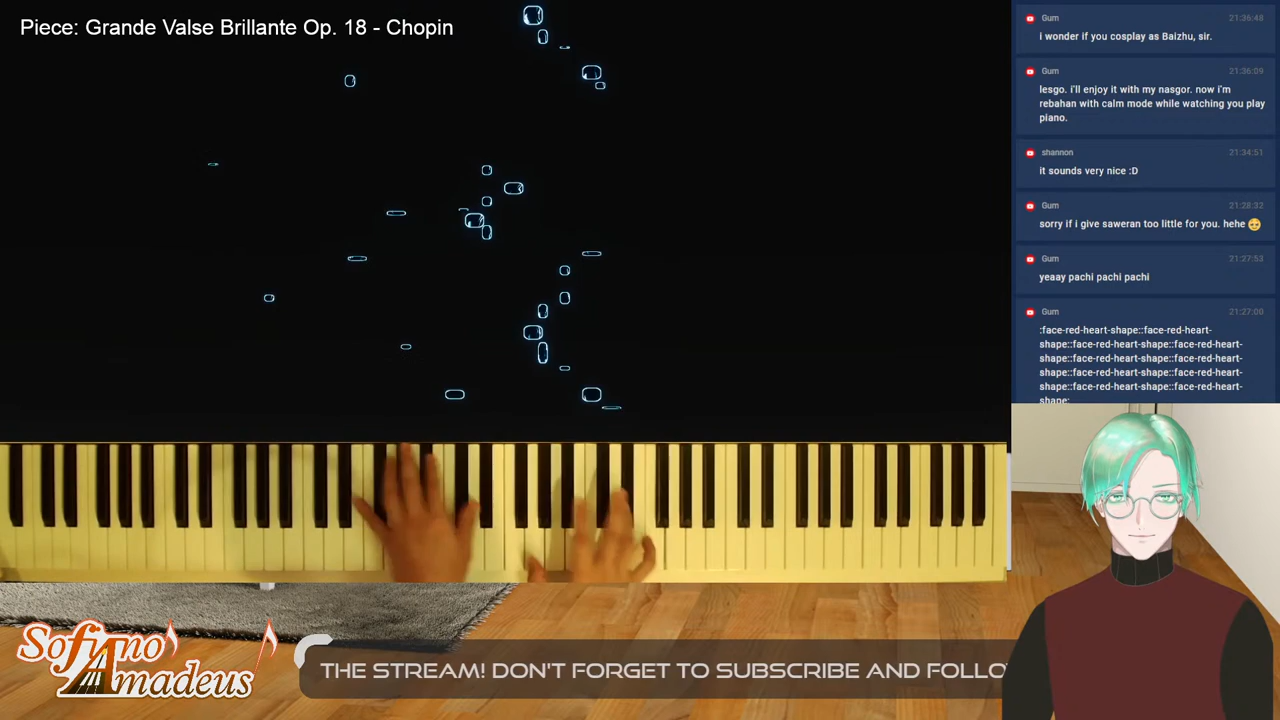 Piece: Grande Valse Brillante Op. 18 - Chopin
Gum 21:36:48
i wonder if you cosplay as Baizhu, sir.
Gum 21:36:09
lesgo. i'll enjoy it with my nasgor. now i'm
rebahan with calm mode while watching you play
piano.
shannon 21:34:51
it sounds very nice :D
Gum 21:28:32
sorry if i give saweran too little for you. hehe 🥹
Gum 21:27:53
yeaay pachi pachi pachi
Gum 21:27:00
:face-red-heart-shape::face-red-heart-
shape::face-red-heart-shape::face-red-heart-
shape::face-red-heart-shape::face-red-heart-
shape::face-red-heart-shape::face-red-heart-
shape::face-red-heart-shape::face-red-heart-
shape:
Sofiano
Amadeus
THE STREAM! DON'T FORGET TO SUBSCRIBE AND FOLLO